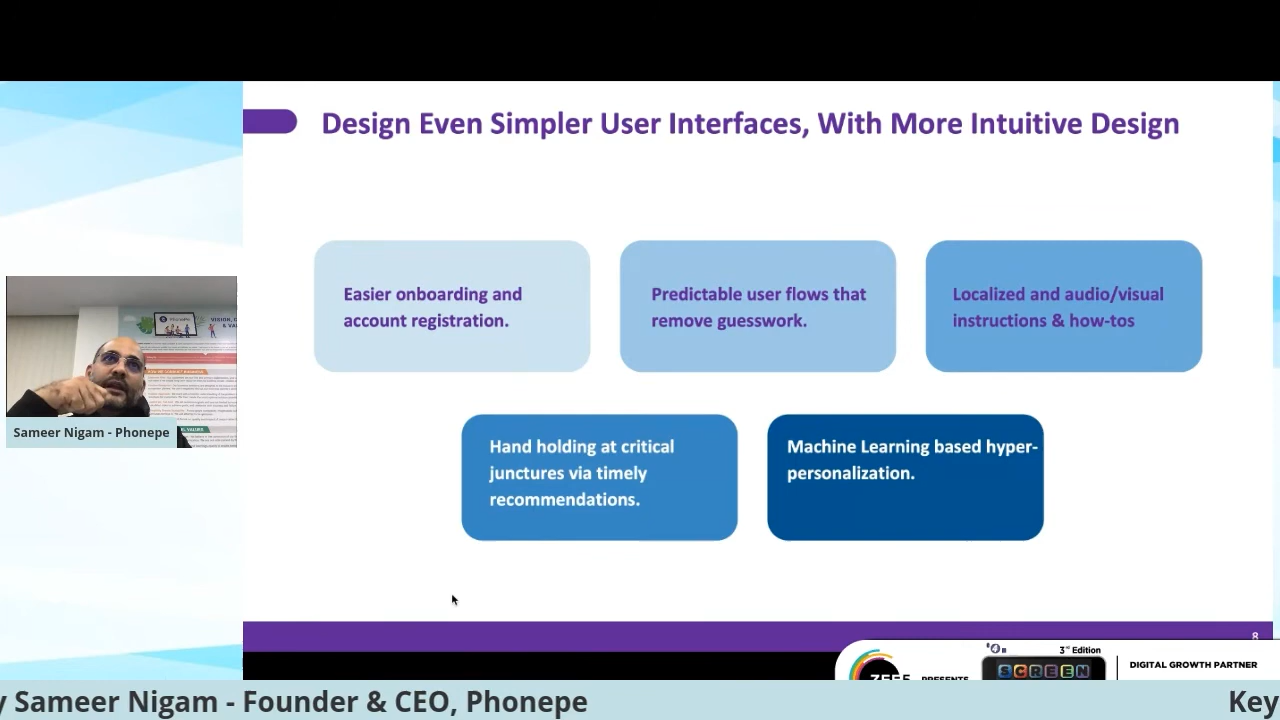 Design Even Simpler User Interfaces, With More Intuitive Design
Easier onboarding and
account registration.
Predictable user flows that
remove guesswork.
Localized and audio/visual
instructions & how-tos
Hand holding at critical
junctures via timely
recommendations.
Machine Learning based hyper-
personalization.
Sameer Nigam - Phonepe
8
3rd Edition
ZEE5
PRESENTS
SCREEN
DIGITAL GROWTH PARTNER
y Sameer Nigam - Founder & CEO, Phonepe
Key